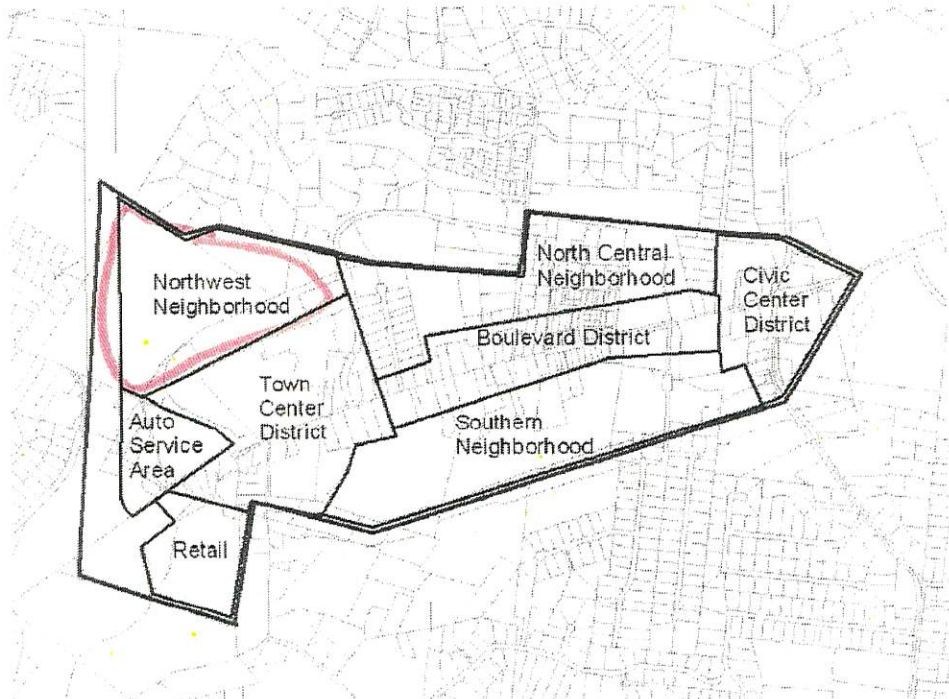 North Central
Neighborhood
Civic
Center
District
Northwest
Neighborhood
Boulevard District
Town
Center
District
Southern
Neighborhood
Auto
Service
Area
Retail